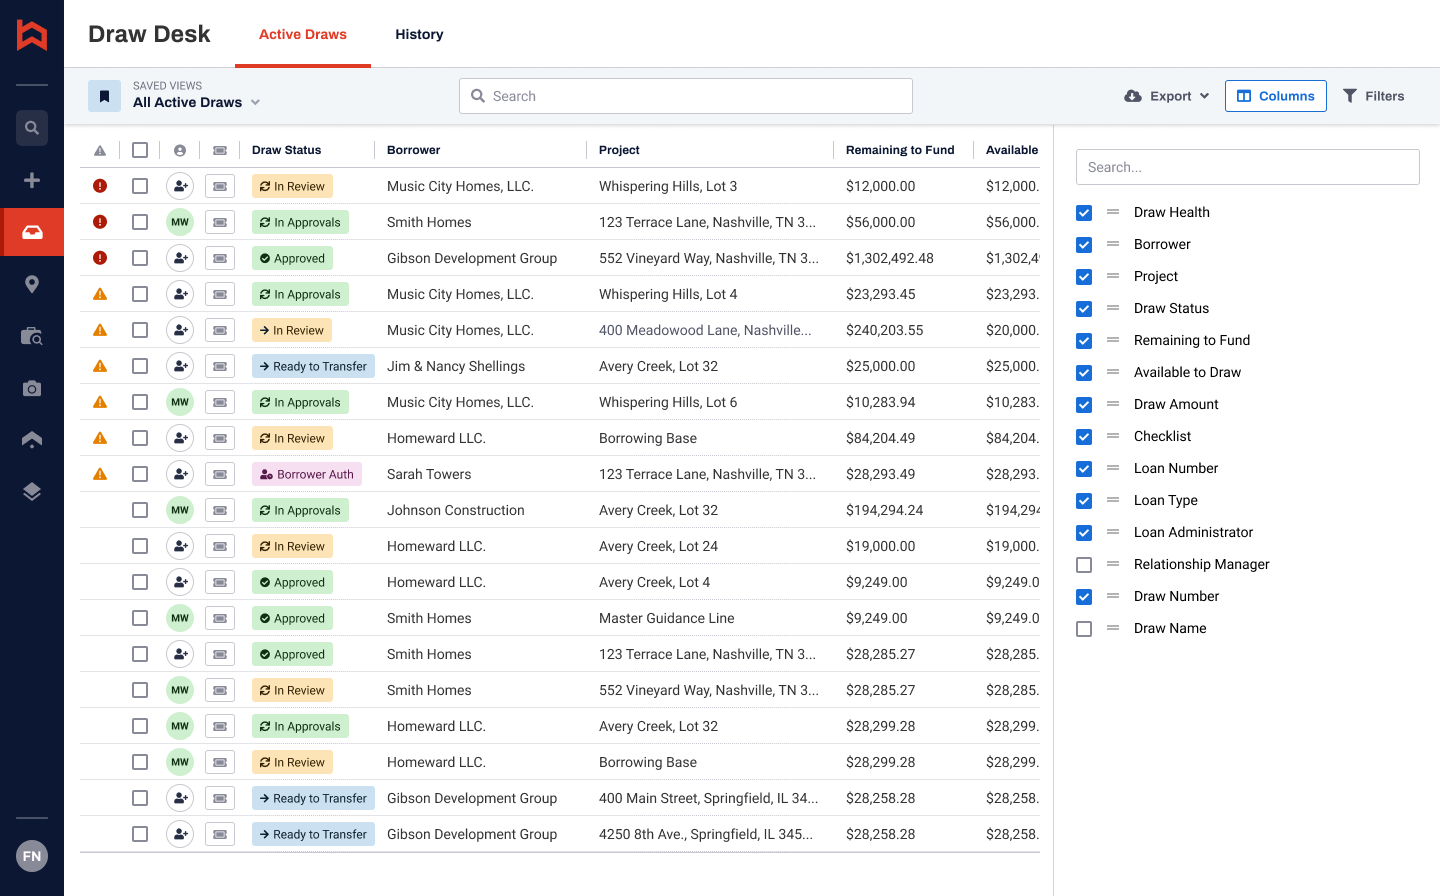 Draw Desk Active Draws History
SAVED VIEWS
All Active Draws
Search
Export Columns Filters
Draw Status Borrower Project Remaining to Fund Available
In Review Music City Homes, LLC. Whispering Hills, Lot 3 $12,000.00 $12,000.
MW In Approvals Smith Homes 123 Terrace Lane, Nashville, TN 3... $56,000.00 $56,000.
Approved Gibson Development Group 552 Vineyard Way, Nashville, TN 3... $1,302,492.48 $1,302,4
In Approvals Music City Homes, LLC. Whispering Hills, Lot 4 $23,293.45 $23,293.
In Review Music City Homes, LLC. 400 Meadowood Lane, Nashville... $240,203.55 $20,000.
Ready to Transfer Jim & Nancy Shellings Avery Creek, Lot 32 $25,000.00 $25,000.
MW In Approvals Music City Homes, LLC. Whispering Hills, Lot 6 $10,283.94 $10,283.
In Review Homeward LLC. Borrowing Base $84,204.49 $84,204.
Borrower Auth Sarah Towers 123 Terrace Lane, Nashville, TN 3... $28,293.49 $28,293.
MW In Approvals Johnson Construction Avery Creek, Lot 32 $194,294.24 $194,294
In Review Homeward LLC. Avery Creek, Lot 24 $19,000.00 $19,000.
Approved Homeward LLC. Avery Creek, Lot 4 $9,249.00 $9,249.0
MW Approved Smith Homes Master Guidance Line $9,249.00 $9,249.0
Approved Smith Homes 123 Terrace Lane, Nashville, TN 3... $28,285.27 $28,285.
MW In Review Smith Homes 552 Vineyard Way, Nashville, TN 3... $28,285.27 $28,285.
MW In Approvals Homeward LLC. Avery Creek, Lot 32 $28,299.28 $28,299.
MW In Review Homeward LLC. Borrowing Base $28,299.28 $28,299.
Ready to Transfer Gibson Development Group 400 Main Street, Springfield, IL 34... $28,258.28 $28,258.
Ready to Transfer Gibson Development Group 4250 8th Ave., Springfield, IL 345... $28,258.28 $28,258.
Search...
Draw Health
Borrower
Project
Draw Status
Remaining to Fund
Available to Draw
Draw Amount
Checklist
Loan Number
Loan Type
Loan Administrator
Relationship Manager
Draw Number
Draw Name
FN